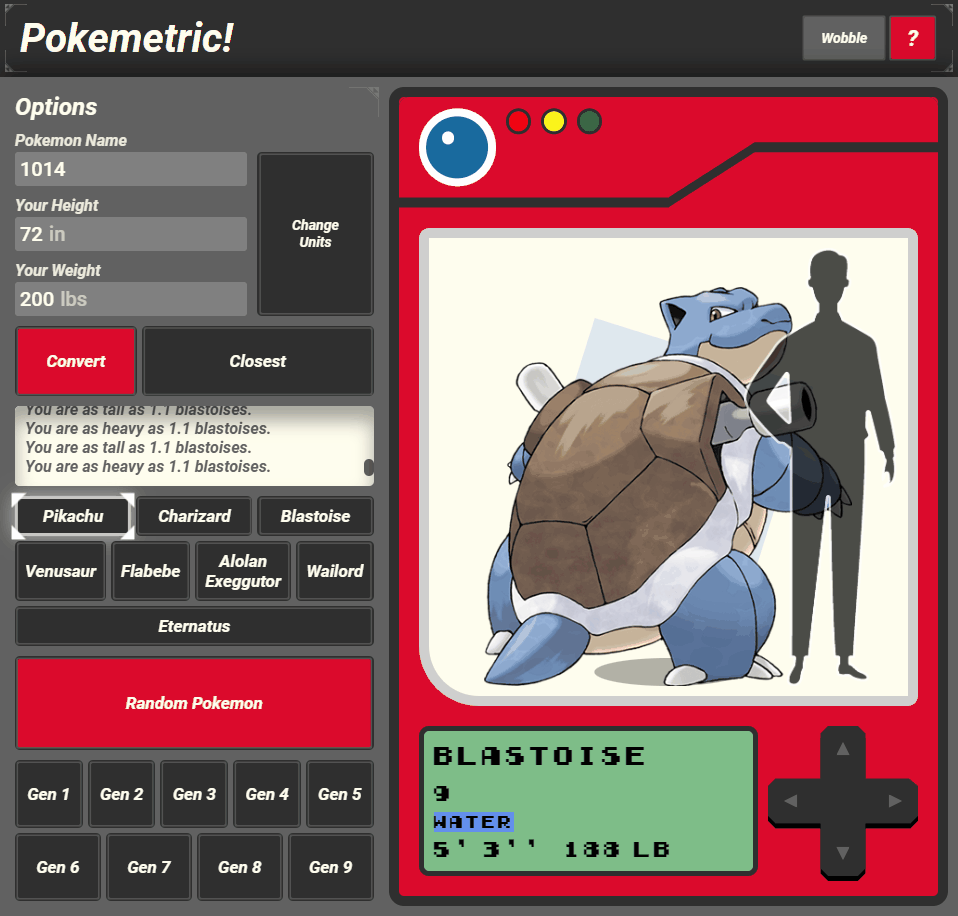 Pokemetric!
Wobble
?
Options
Pokemon Name
1014
Your Height
72 in
Your Weight
200 lbs
Change
Units
Convert
Closest
You are as tall as 1.1 blastoises.
You are as heavy as 1.1 blastoises.
You are as tall as 1.1 blastoises.
You are as heavy as 1.1 blastoises.
Pikachu
Charizard
Blastoise
Venusaur
Flabebe
Alolan
Exeggutor
Wailord
Eternatus
Random Pokemon
Gen 1
Gen 2
Gen 3
Gen 4
Gen 5
Gen 6
Gen 7
Gen 8
Gen 9
BLASTOISE
9
WATER
5' 3'' 188 LB